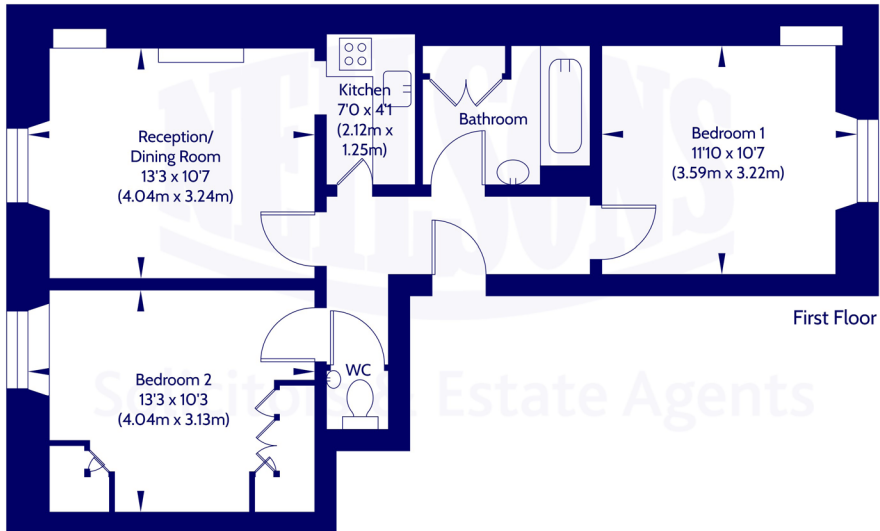 NEILSONS
Solicitors & Estate Agents
Kitchen
7'0 x 4'1
(2.12m x
1.25m)
Reception/
Dining Room
13'3 x 10'7
(4.04m x 3.24m)
Bathroom
Bedroom 1
11'10 x 10'7
(3.59m x 3.22m)
First Floor
Bedroom 2
13'3 x 10'3
(4.04m x 3.13m)
WC